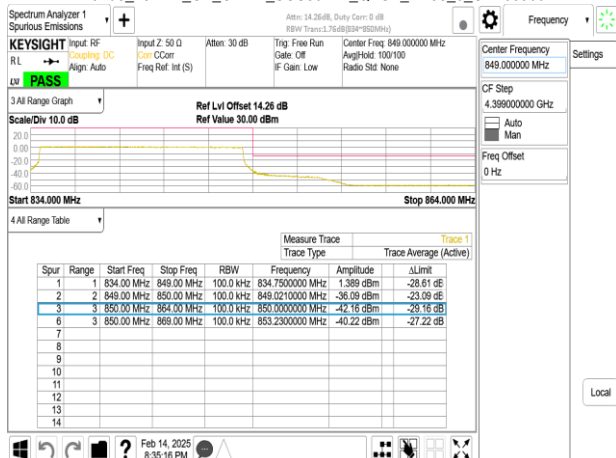 Spectrum Analyzer 1
Spurious Emissions
Attn: 14.26dB, Duty Corr: 0 dB
RBW Trans:1.76dB(834~850MHz)
Frequency
KEYSIGHT Input: RF
Input Z: 50 Ω
Atten: 30 dB
Trig: Free Run
Center Freq: 849.000000 MHz
RL
Coupling: DC
Corr CCorr
Gate: Off
Avg|Hold: 100/100
Align: Auto
Freq Ref: Int (S)
IF Gain: Low
Radio Std: None
LXI PASS
Center Frequency
849.000000 MHz
Settings
CF Step
4.399000000 GHz
Auto
Man
Freq Offset
0 Hz
3 All Range Graph
Ref Lvl Offset 14.26 dB
Scale/Div 10.0 dB
Ref Value 30.00 dBm
20.0
0.00
-20.0
-40.0
-60.0
Start 834.000 MHz
Stop 864.000 MHz
4 All Range Table
Measure Trace Trace 1
Trace Type Trace Average (Active)
Spur Range Start Freq Stop Freq RBW Frequency Amplitude ΔLimit
1 1 834.00 MHz 849.00 MHz 100.0 kHz 834.7500000 MHz 1.389 dBm -28.61 dB
2 2 849.00 MHz 850.00 MHz 100.0 kHz 849.0210000 MHz -36.09 dBm -23.09 dB
3 3 850.00 MHz 864.00 MHz 100.0 kHz 850.0000000 MHz -42.16 dBm -29.16 dB
6 3 850.00 MHz 869.00 MHz 100.0 kHz 853.2300000 MHz -40.22 dBm -27.22 dB
7
8
9
10
11
12
13
14
Local
Feb 14, 2025
8:35:16 PM